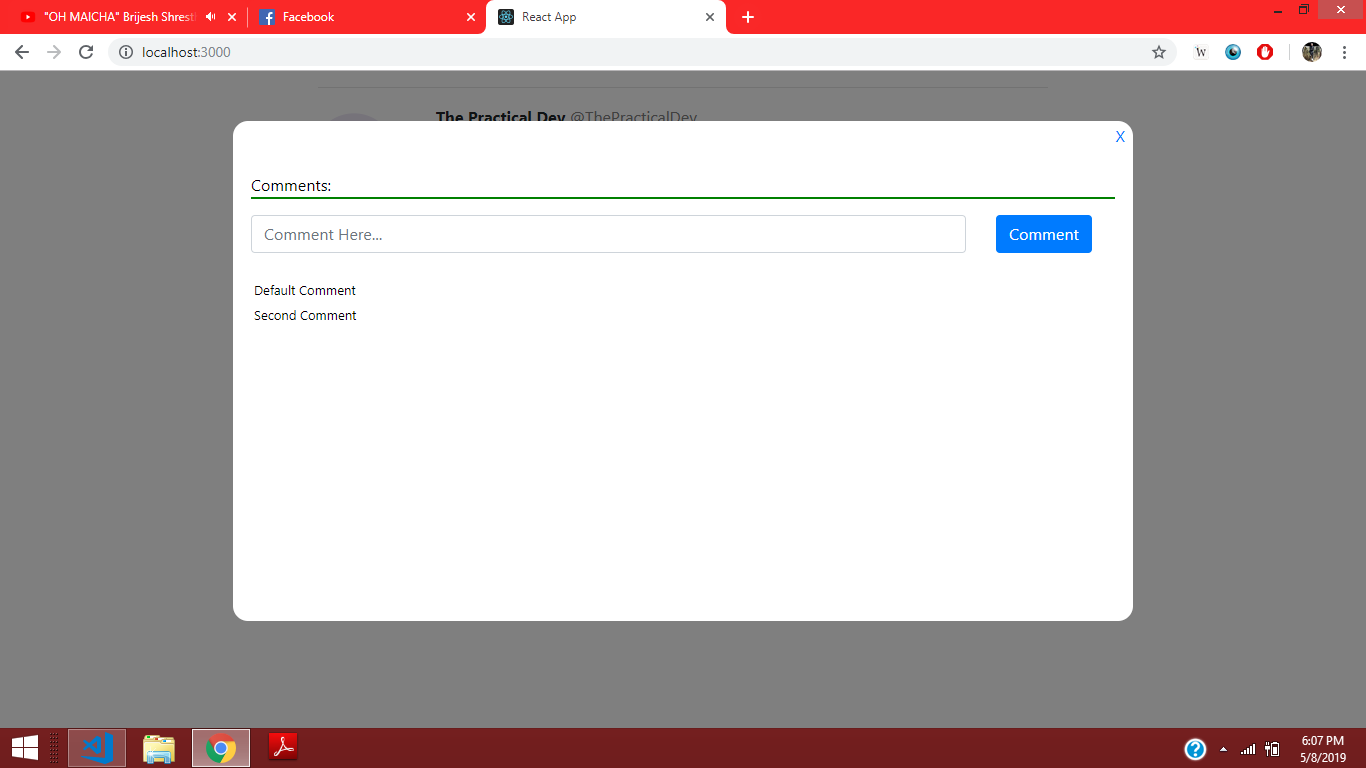 "OH MAICHA" Brijesh Shrest
Facebook
React App
localhost:3000
W
The Practical Dev @ThePracticalDev
X
Comments:
Comment Here...
Comment
Default Comment
Second Comment
6:07 PM
5/8/2019